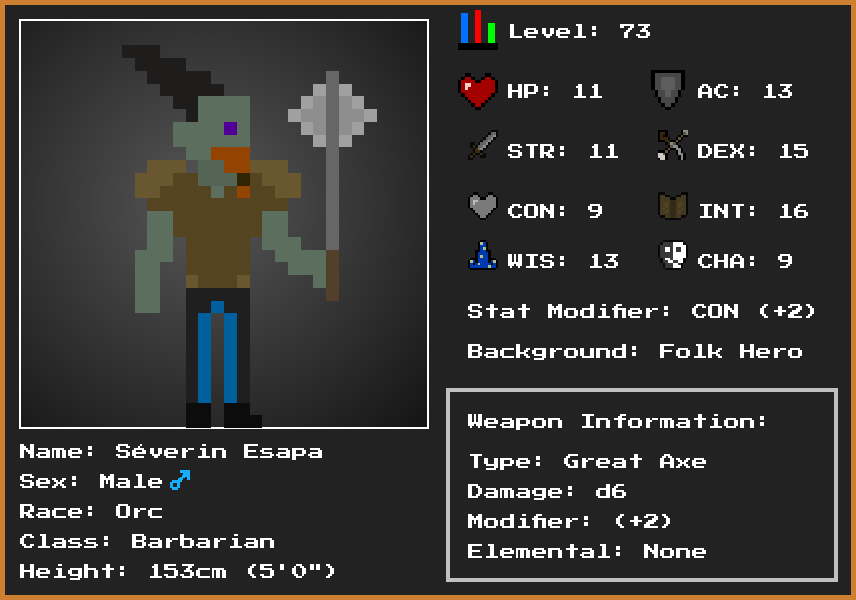 Level: 73
HP: 11 AC: 13
STR: 11 DEX: 15
CON: 9 INT: 16
WIS: 13 CHA: 9
Stat Modifier: CON (+2)
Background: Folk Hero
Weapon Information:
Type: Great Axe
Damage: d6
Modifier: (+2)
Elemental: None
Name: Séverin Esapa
Sex: Male♂
Race: Orc
Class: Barbarian
Height: 153cm (5'0")